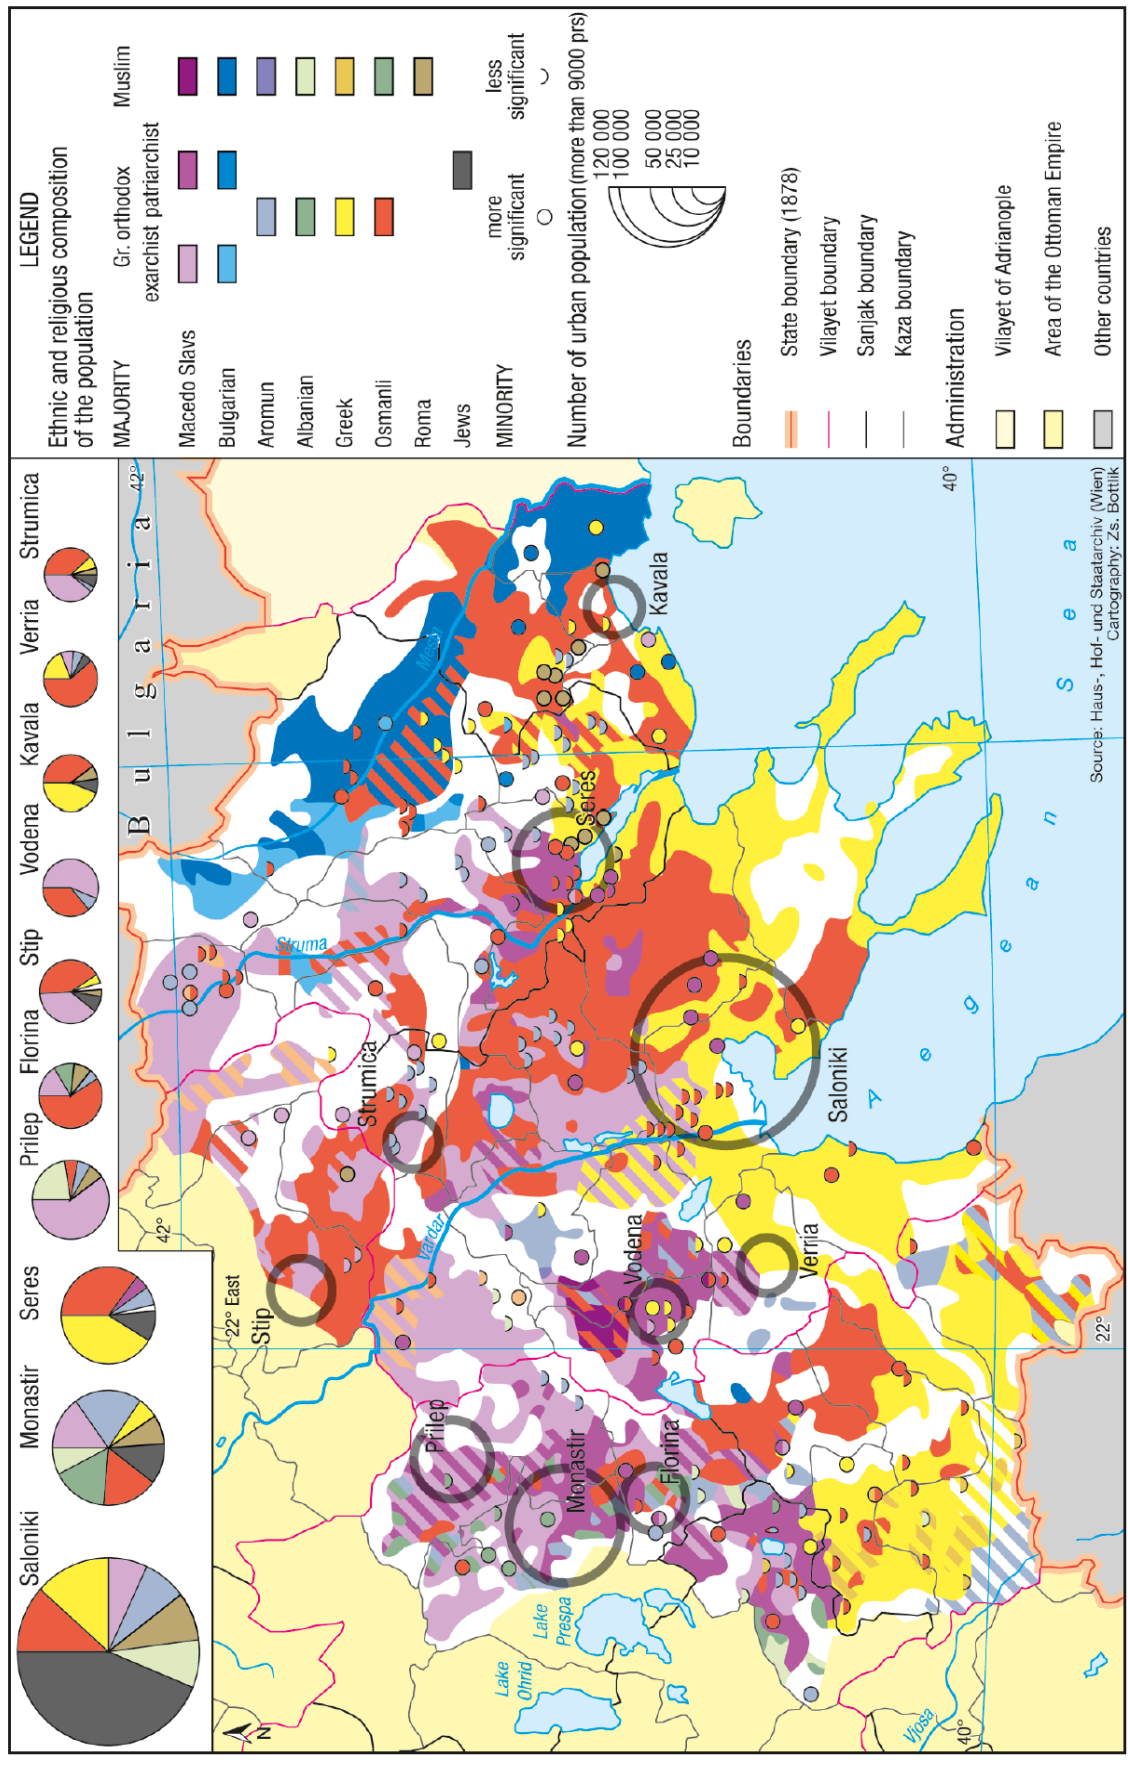 Saloniki
Monastir
Seres
Prilep
Florina
Stip
Vodena
Kavala
Verria
Strumica
42°
42°
22° East
B u l g a r i a
Mesta
Struma
Strumica
Stip
Vardar
Seres
Kavala
Saloniki
Vodena
Verria
Prilep
Monastir
Florina
Lake
Prespa
Lake
Ohrid
Vjosa
N
40°
40°
22°
A e g e a n S e a
Source: Haus-, Hof- und Staatarchiv (Wien)
Cartography: Zs. Bottlik
LEGEND
Ethnic and religious composition
of the population
MAJORITY
Gr. orthodox
exarchist patriarchist
Muslim
Macedo Slavs
Bulgarian
Aromun
Albanian
Greek
Osmanli
Roma
Jews
MINORITY
more
significant
less
significant
Number of urban population (more than 9000 prs)
120 000
100 000
50 000
25 000
10 000
Boundaries
State boundary (1878)
Vilayet boundary
Sanjak boundary
Kaza boundary
Administration
Vilayet of Adrianople
Area of the Ottoman Empire
Other countries